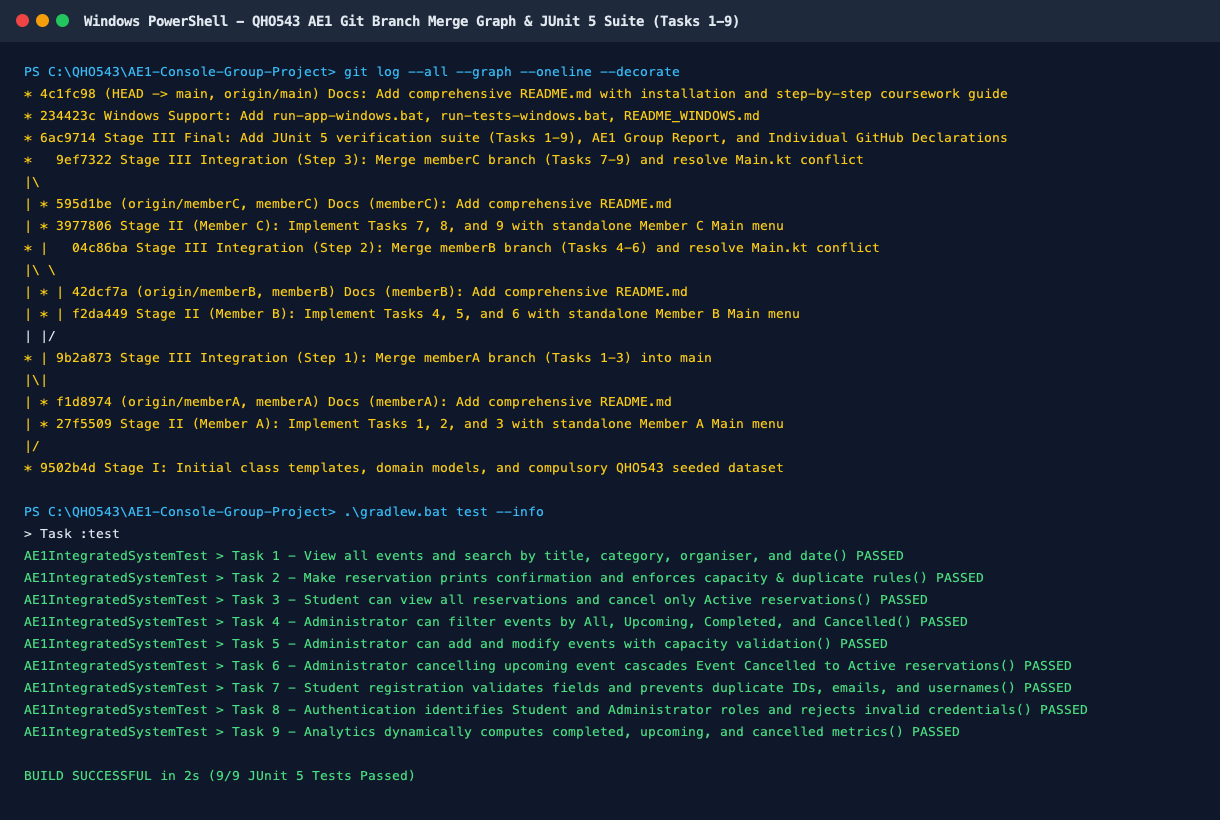 Windows PowerShell — QHO543 AE1 Git Branch Merge Graph & JUnit 5 Suite (Tasks 1–9)
PS C:\QHO543\AE1-Console-Group-Project> git log --all --graph --oneline --decorate
* 4c1fc98 (HEAD -> main, origin/main) Docs: Add comprehensive README.md with installation and step-by-step coursework guide
* 234423c Windows Support: Add run-app-windows.bat, run-tests-windows.bat, README_WINDOWS.md
* 6ac9714 Stage III Final: Add JUnit 5 verification suite (Tasks 1-9), AE1 Group Report, and Individual GitHub Declarations
*   9ef7322 Stage III Integration (Step 3): Merge memberC branch (Tasks 7-9) and resolve Main.kt conflict
|\
| * 595d1be (origin/memberC, memberC) Docs (memberC): Add comprehensive README.md
| * 3977806 Stage II (Member C): Implement Tasks 7, 8, and 9 with standalone Member C Main menu
* |   04c86ba Stage III Integration (Step 2): Merge memberB branch (Tasks 4-6) and resolve Main.kt conflict
|\ \
| * | 42dcf7a (origin/memberB, memberB) Docs (memberB): Add comprehensive README.md
| * | f2da449 Stage II (Member B): Implement Tasks 4, 5, and 6 with standalone Member B Main menu
| |/
* | 9b2a873 Stage III Integration (Step 1): Merge memberA branch (Tasks 1-3) into main
|\|
| * f1d8974 (origin/memberA, memberA) Docs (memberA): Add comprehensive README.md
| * 27f5509 Stage II (Member A): Implement Tasks 1, 2, and 3 with standalone Member A Main menu
|/
* 9502b4d Stage I: Initial class templates, domain models, and compulsory QHO543 seeded dataset
PS C:\QHO543\AE1-Console-Group-Project> .\gradlew.bat test --info
> Task :test
AE1IntegratedSystemTest > Task 1 - View all events and search by title, category, organiser, and date() PASSED
AE1IntegratedSystemTest > Task 2 - Make reservation prints confirmation and enforces capacity & duplicate rules() PASSED
AE1IntegratedSystemTest > Task 3 - Student can view all reservations and cancel only Active reservations() PASSED
AE1IntegratedSystemTest > Task 4 - Administrator can filter events by All, Upcoming, Completed, and Cancelled() PASSED
AE1IntegratedSystemTest > Task 5 - Administrator can add and modify events with capacity validation() PASSED
AE1IntegratedSystemTest > Task 6 - Administrator cancelling upcoming event cascades Event Cancelled to Active reservations() PASSED
AE1IntegratedSystemTest > Task 7 - Student registration validates fields and prevents duplicate IDs, emails, and usernames() PASSED
AE1IntegratedSystemTest > Task 8 - Authentication identifies Student and Administrator roles and rejects invalid credentials() PASSED
AE1IntegratedSystemTest > Task 9 - Analytics dynamically computes completed, upcoming, and cancelled metrics() PASSED
BUILD SUCCESSFUL in 2s (9/9 JUnit 5 Tests Passed)